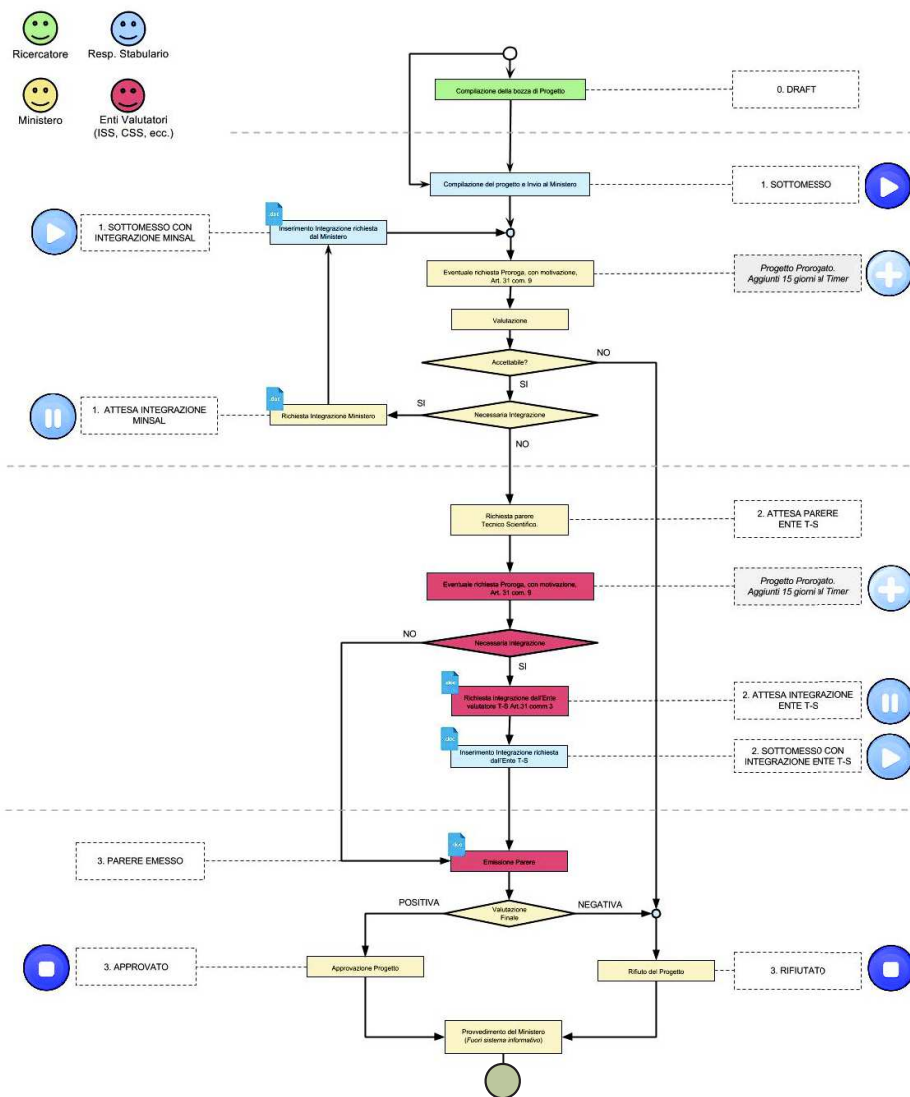 Ricercatore
Resp. Stabulario
Ministero
Enti Valutatori
(ISS, CSS, ecc.)
Compilazione della bozza di Progetto
0. DRAFT
Compilazione del progetto e Invio al Ministero
1. SOTTOMESSO
1. SOTTOMESSO CON
INTEGRAZIONE MINSAL
.doc
Inserimento Integrazione richiesta
dal Ministero
Eventuale richiesta Proroga, con motivazione,
Art. 31 com. 9
Progetto Prorogato.
Aggiunti 15 giorni al Timer
Valutazione
Accettabile?
NO
SI
1. ATTESA INTEGRAZIONE
MINSAL
.doc
Richiesta Integrazione Ministero
SI
Necessaria Integrazione
NO
Richiesta parere
Tecnico Scientifico.
2. ATTESA PARERE
ENTE T-S
Eventuale richiesta Proroga, con motivazione,
Art. 31 com. 9
Progetto Prorogato.
Aggiunti 15 giorni al Timer
NO
Necessaria Integrazione
SI
.doc
Richiesta Integrazione dell'Ente
valutatore T-S Art.31 comm.3
2. ATTESA INTEGRAZIONE
ENTE T-S
.doc
Inserimento Integrazione richiesta
dall'Ente T-S
2. SOTTOMESSO CON
INTEGRAZIONE ENTE T-S
3. PARERE EMESSO
.doc
Emissione Parere
POSITIVA
Valutazione
Finale
NEGATIVA
3. APPROVATO
Approvazione Progetto
Rifiuto del Progetto
3. RIFIUTATO
Provvedimento del Ministero
(Fuori sistema informativo)